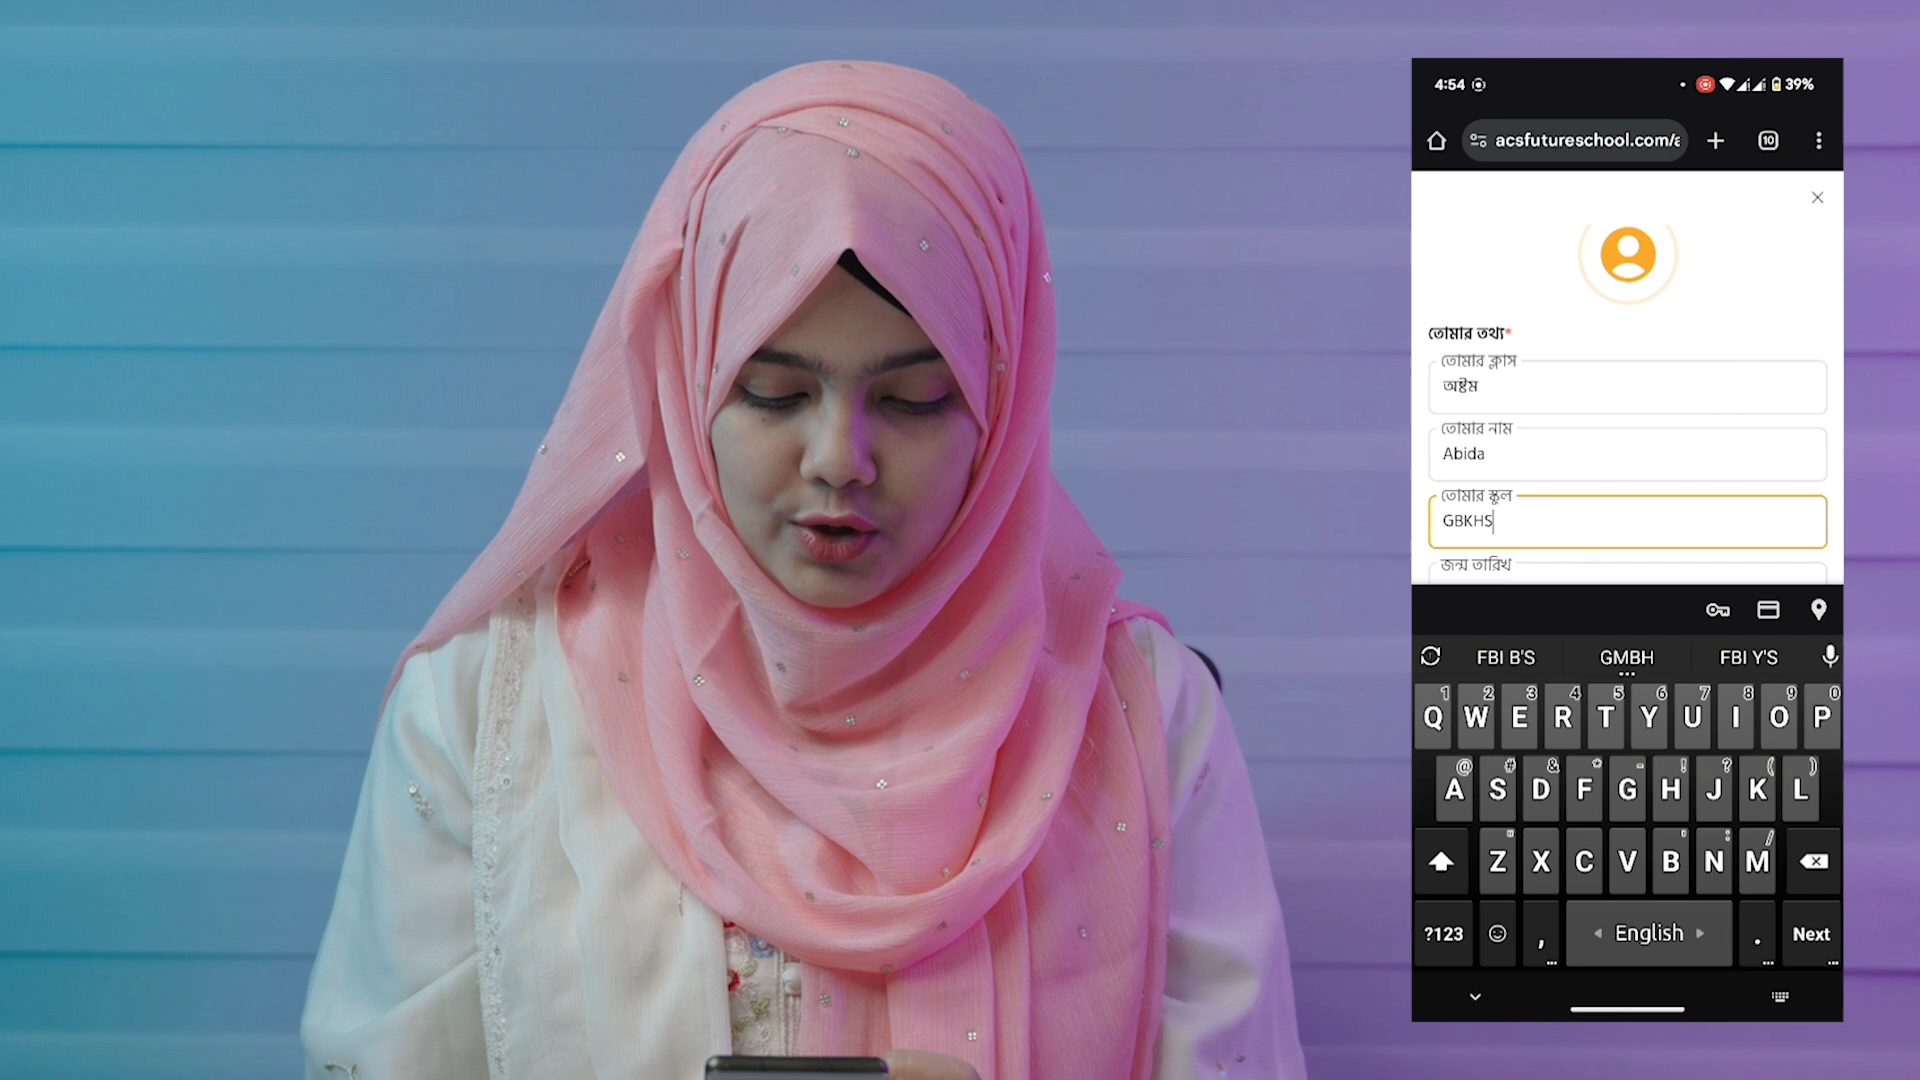 4:54
39%
acsfutureschool.com/a
10
তোমার তথ্য*
তোমার ক্লাস
অষ্টম
তোমার নাম
Abida
তোমার স্কুল
GBKHS
জন্ম তারিখ
FBI B'S GMBH FBI Y'S
1 2 3 4 5 6 7 8 9 0
Q W E R T Y U I O P
@ # & * - ! ? ( )
A S D F G H J K L
" ' : /
Z X C V B N M
?123 , English . Next